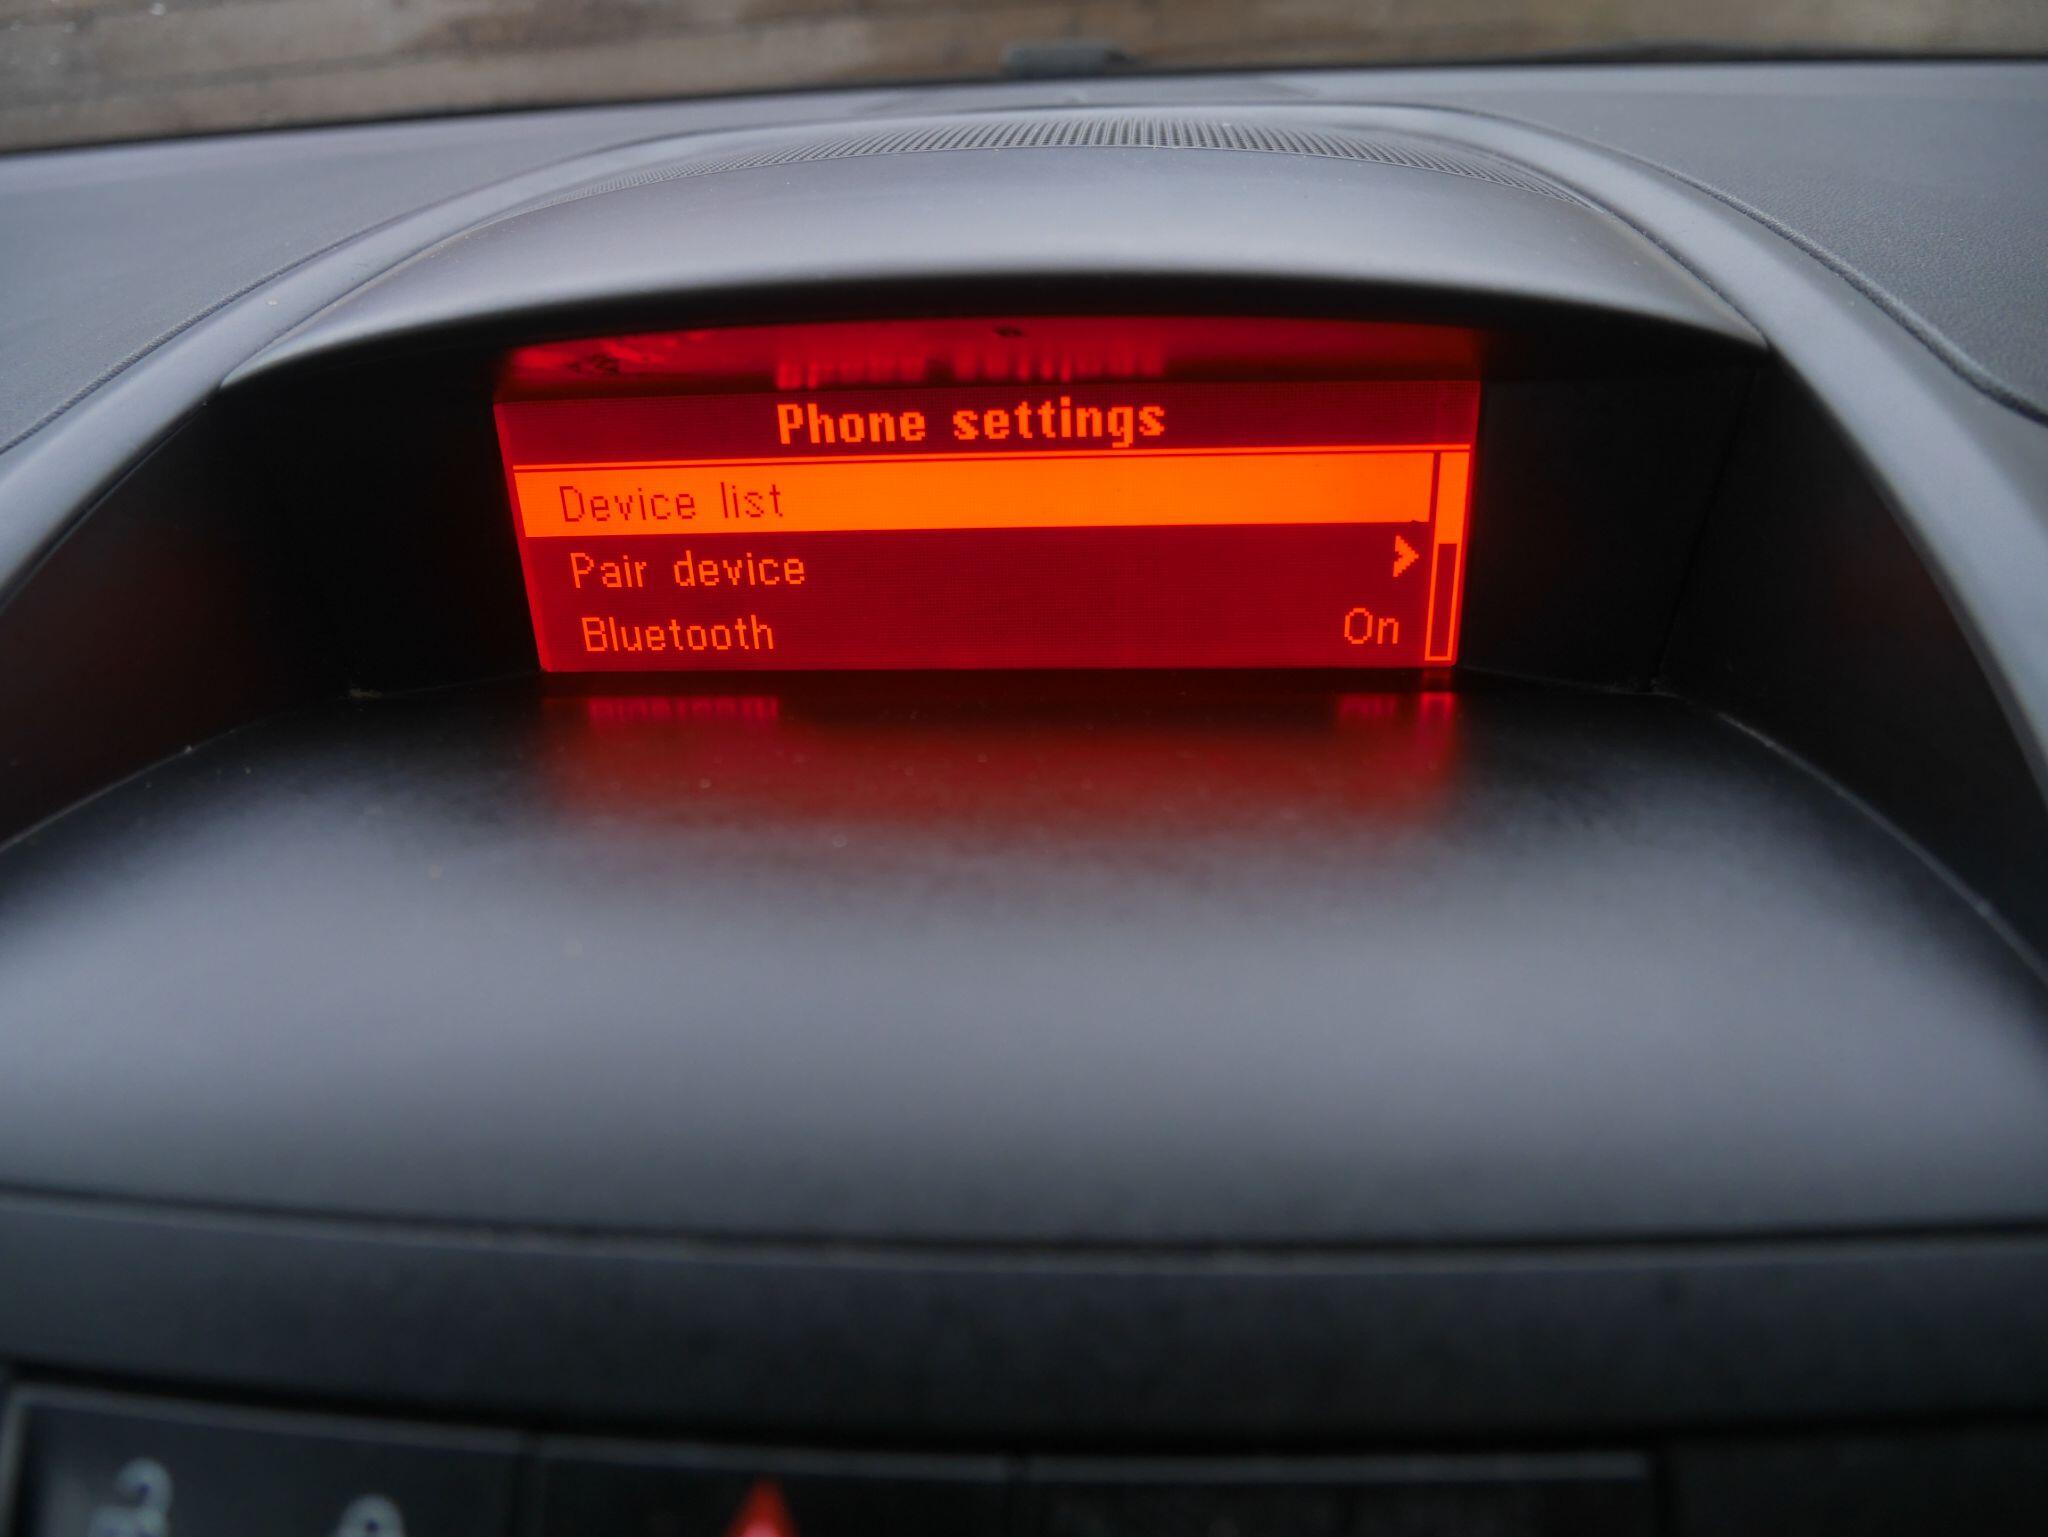 Phone settings
Device list
Pair device >
Bluetooth On